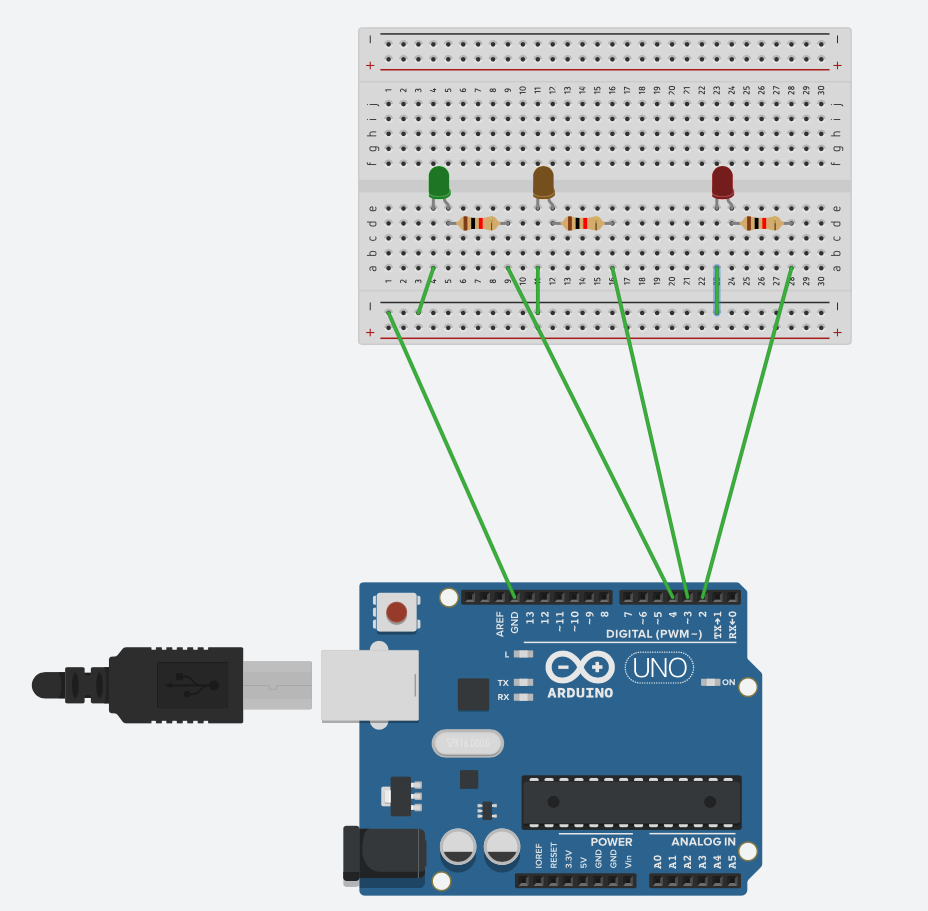 − −
+ +
1 2 3 4 5 6 7 8 9 10 11 12 13 14 15 16 17 18 19 20 21 22 23 24 25 26 27 28 29 30
j j
i i
h h
g g
f f
e e
d d
c c
b b
a a
1 2 3 4 5 6 7 8 9 10 11 12 13 14 15 16 17 18 19 20 21 22 24 25 26 27 28 29 30
− −
+ +
AREF GND 13 12 ~11 ~10 ~9 8 7 ~6 ~5 4 ~3 2 TX→1 RX←0
DIGITAL (PWM~)
L
TX
RX
ARDUINO
UNO
ON
POWER ANALOG IN
IOREF RESET 3.3V 5V GND GND Vin A0 A1 A2 A3 A4 A5